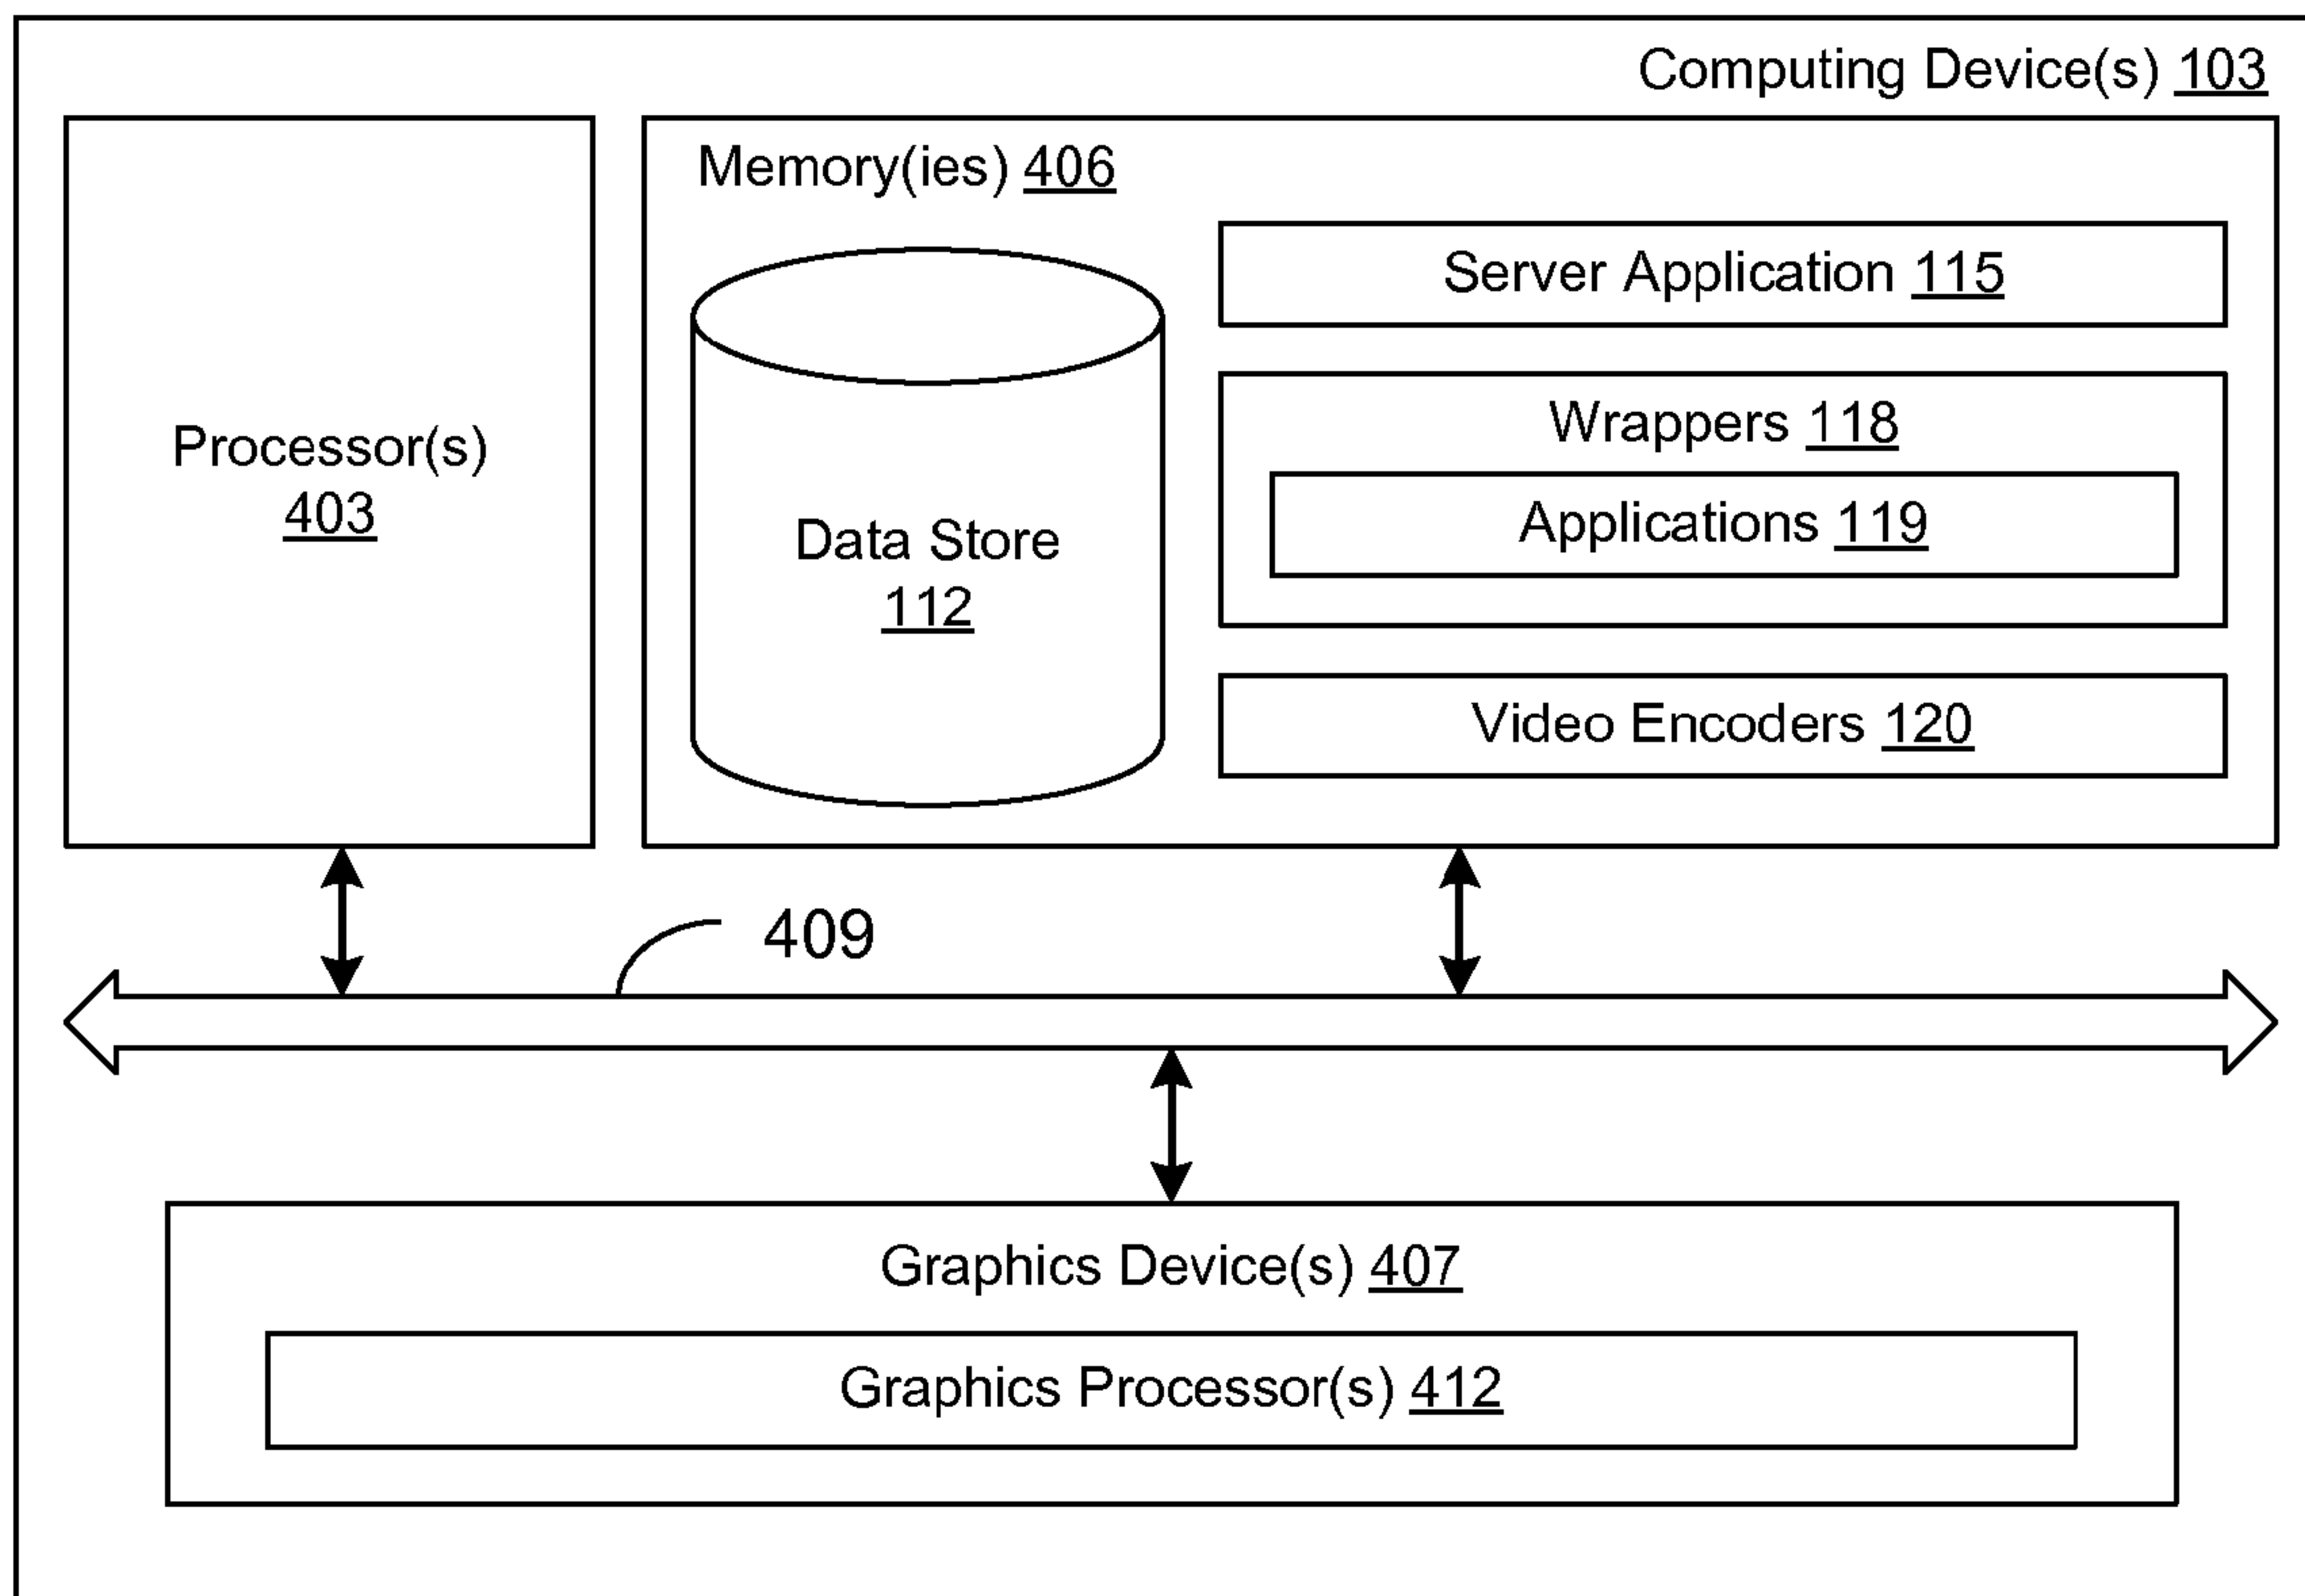 Computing Device(s) 103
Processor(s)
403
Memory(ies) 406
Data Store
112
Server Application 115
Wrappers 118
Applications 119
Video Encoders 120
409
Graphics Device(s) 407
Graphics Processor(s) 412